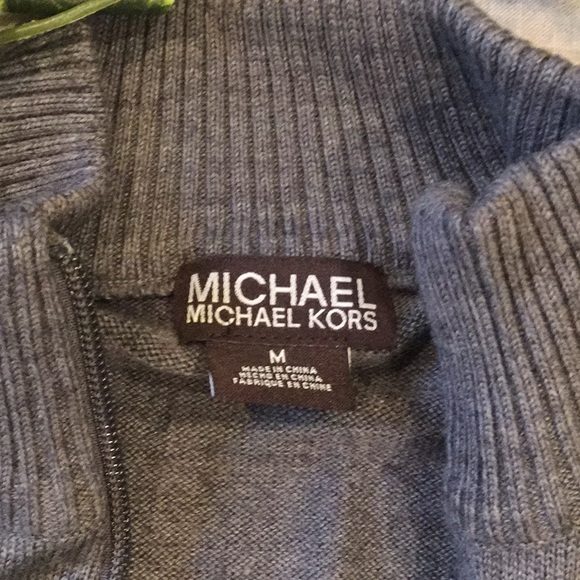 MICHAEL
MICHAEL KORS
M
MADE IN CHINA
HECHO EN CHINA
FABRIQUE EN CHINE